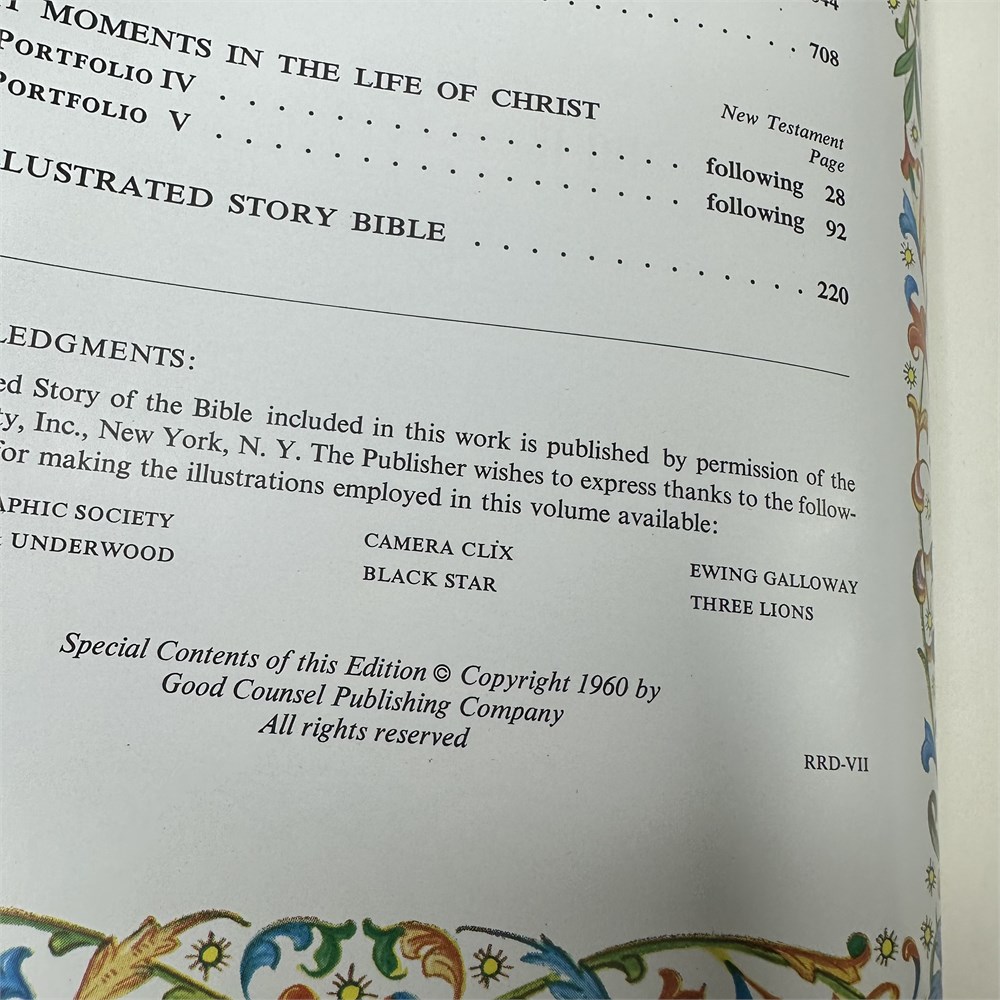 708
MOMENTS IN THE LIFE OF CHRIST
New Testament
Page
PORTFOLIO IV . . . . . . . . . . . . . . . . following 28
PORTFOLIO V . . . . . . . . . . . . . . . . following 92
LUSTRATED STORY BIBLE . . . . . . . . . . . . 220
LEDGMENTS:
ed Story of the Bible included in this work is published by permission of the
ty, Inc., New York, N. Y. The Publisher wishes to express thanks to the follow-
for making the illustrations employed in this volume available:
APHIC SOCIETY CAMERA CLIX EWING GALLOWAY
& UNDERWOOD BLACK STAR THREE LIONS
Special Contents of this Edition © Copyright 1960 by
Good Counsel Publishing Company
All rights reserved
RRD-VII